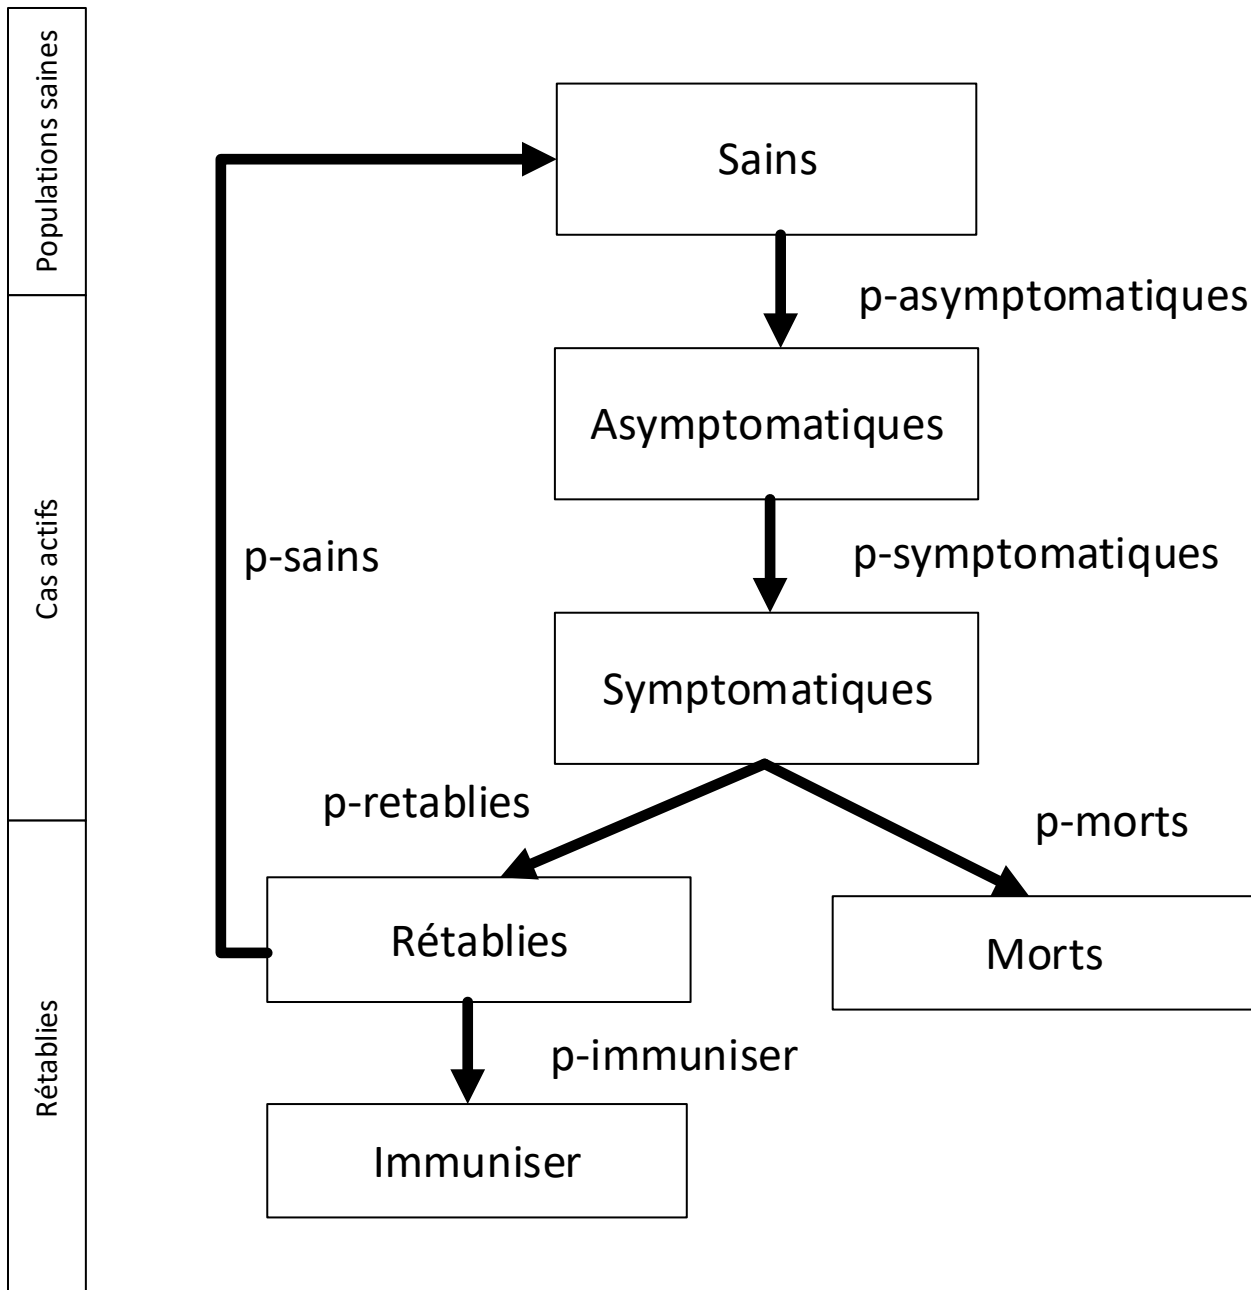 Populations saines
Sains
p-asymptomatiques
Cas actifs
Asymptomatiques
p-sains
p-symptomatiques
Symptomatiques
p-retablies
p-morts
Rétablies
Rétablies
Morts
p-immuniser
Immuniser